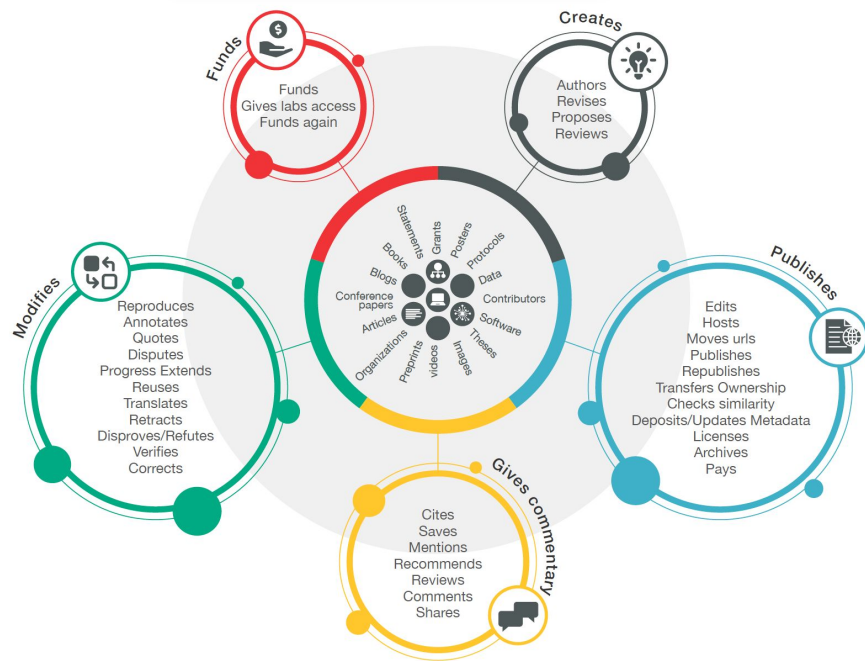 Funds
$
Funds
Gives labs access
Funds again
Creates
Authors
Revises
Proposes
Reviews
Statements
Grants
Posters
Protocols
Data
Contributors
Software
Theses
Images
videos
Preprints
Organizations
Articles
Conference
papers
Blogs
Books
Modifies
Reproduces
Annotates
Quotes
Disputes
Progress Extends
Reuses
Translates
Retracts
Disproves/Refutes
Verifies
Corrects
Publishes
Edits
Hosts
Moves urls
Publishes
Republishes
Transfers Ownership
Checks similarity
Deposits/Updates Metadata
Licenses
Archives
Pays
Gives commentary
Cites
Saves
Mentions
Recommends
Reviews
Comments
Shares